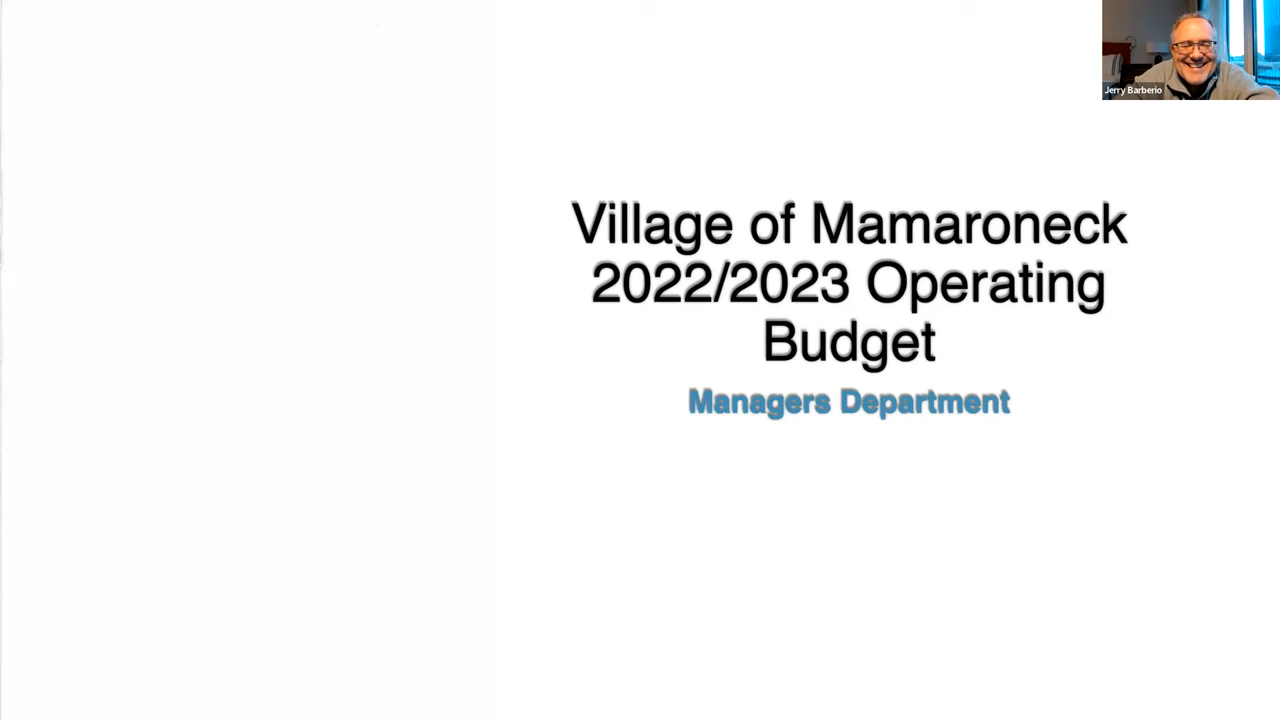 Jerry Barberio
Village of Mamaroneck
2022/2023 Operating
Budget
Managers Department